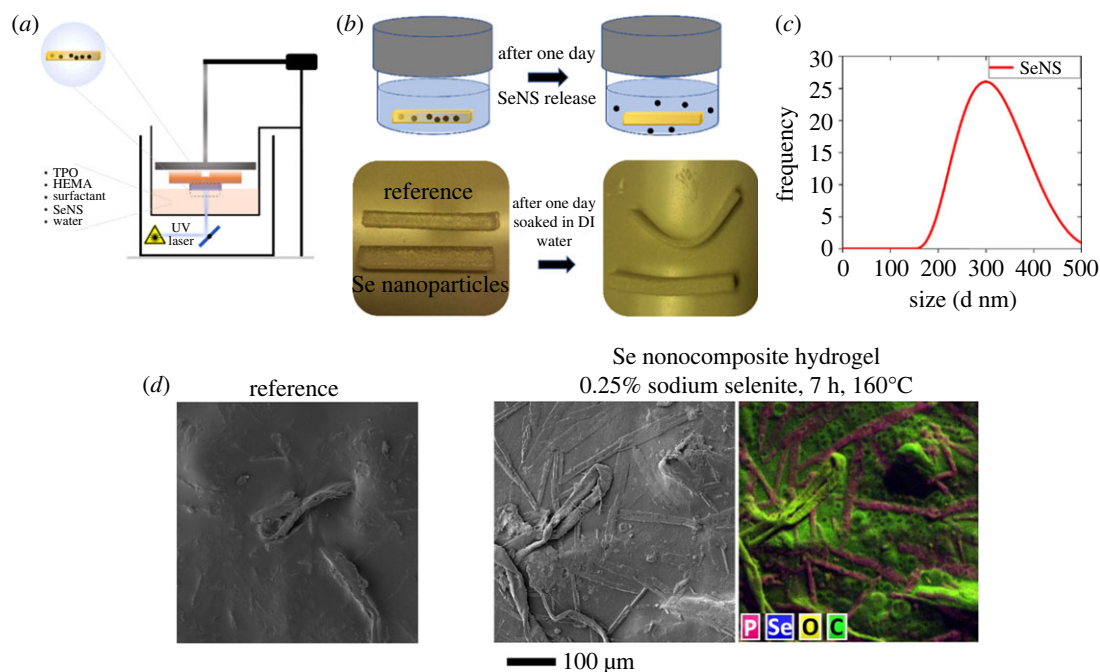 (a)
TPO
HEMA
surfactant
SeNS
water
UV
laser
(b)
after one day
SeNS release
reference
Se nanoparticles
after one day
soaked in DI
water
(c)
SeNS
frequency
30
25
20
15
10
5
0
0 100 200 300 400 500
size (d nm)
(d)
reference
Se nonocomposite hydrogel
0.25% sodium selenite, 7 h, 160°C
P Se O C
100 µm